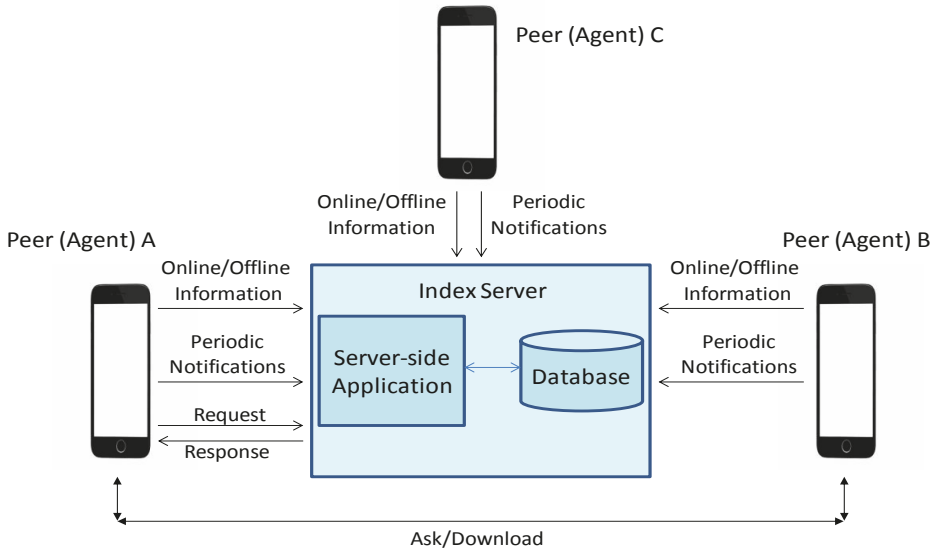 Peer (Agent) C
Online/Offline
Information
Periodic
Notifications
Peer (Agent) A
Peer (Agent) B
Online/Offline
Information
Periodic
Notifications
Request
Response
Index Server
Server-side
Application
Database
Online/Offline
Information
Periodic
Notifications
Ask/Download